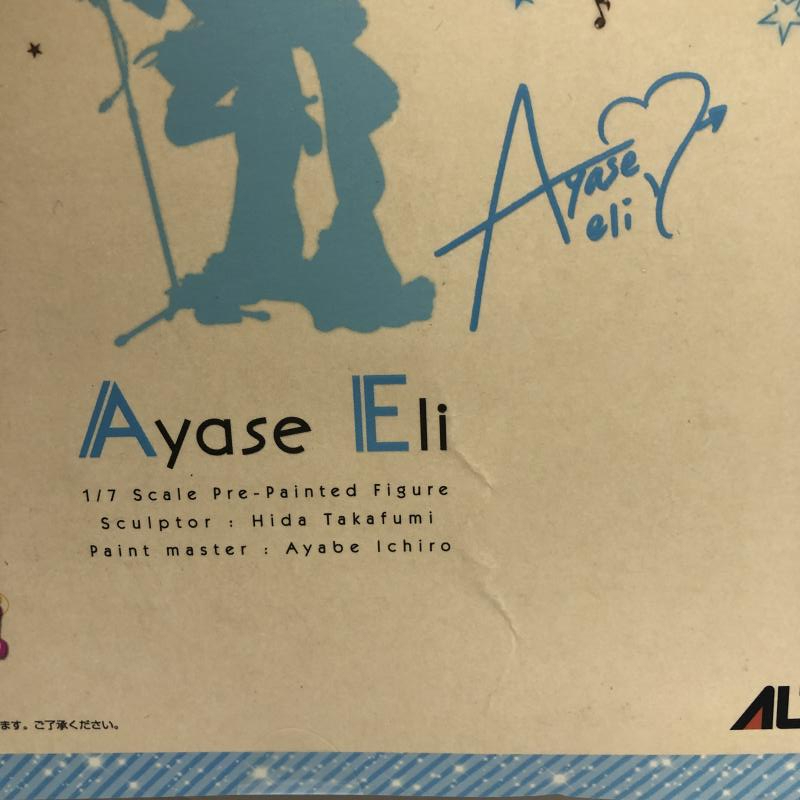 Ayase
eli
Ayase Eli
1/7 Scale Pre-Painted Figure
Sculptor : Hida Takafumi
Paint master : Ayabe Ichiro
ます。ご了承ください。